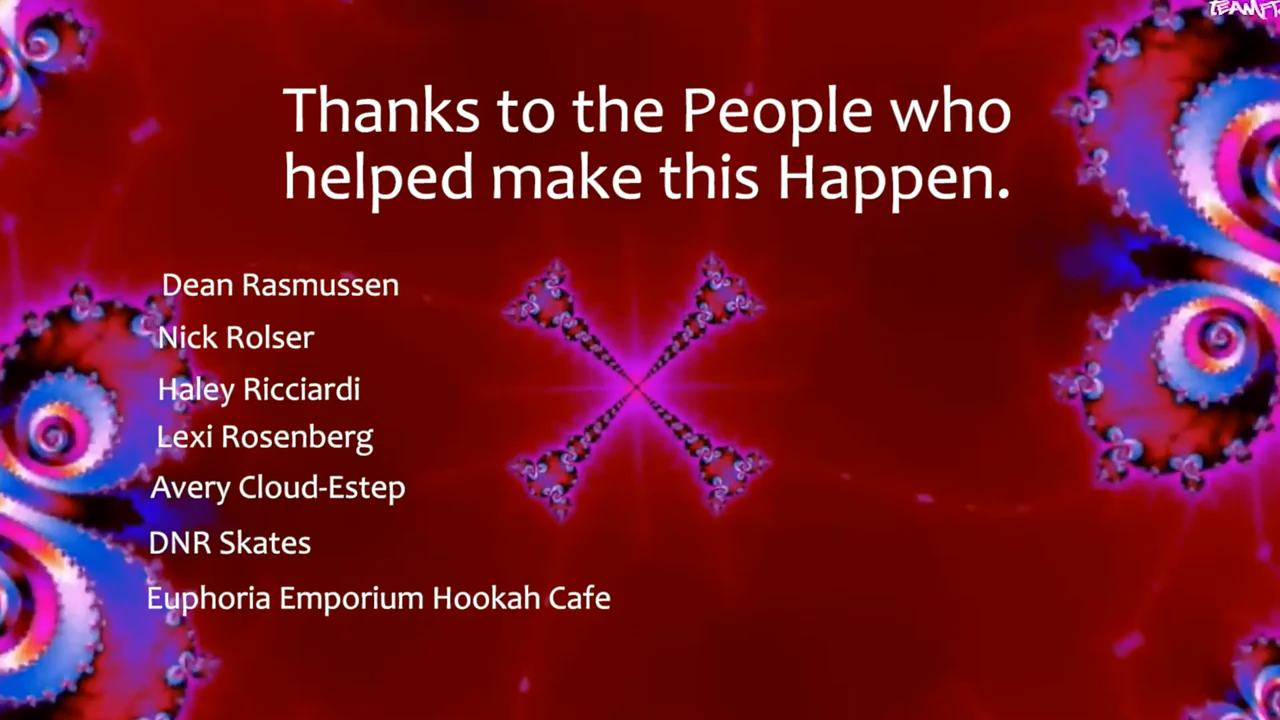 Thanks to the People who
helped make this Happen.
Dean Rasmussen
Nick Rolser
Haley Ricciardi
Lexi Rosenberg
Avery Cloud-Estep
DNR Skates
Euphoria Emporium Hookah Cafe